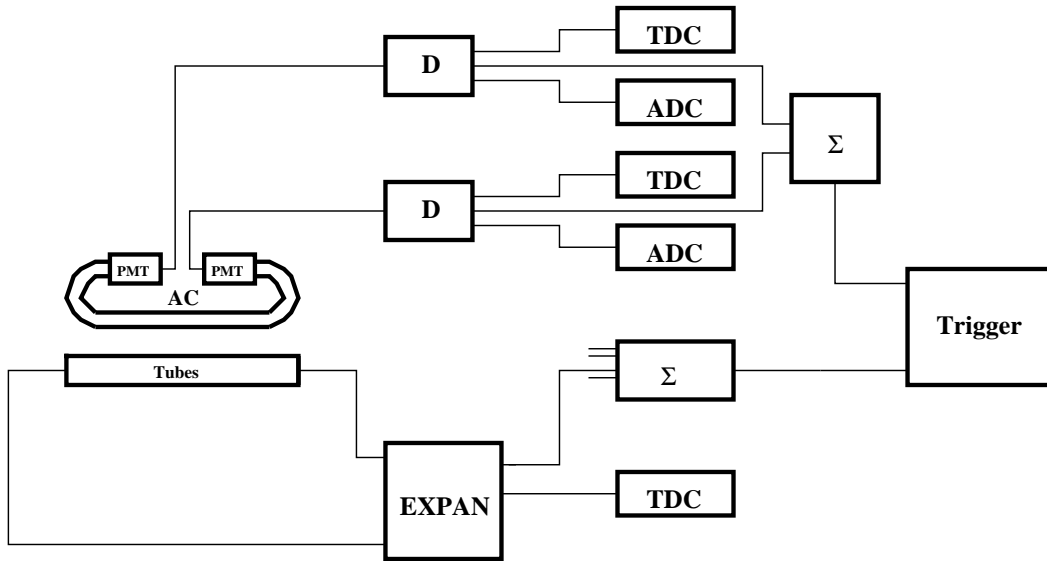 TDC
D
ADC
Σ
TDC
D
ADC
PMT
PMT
AC
Trigger
Tubes
Σ
EXPAN
TDC